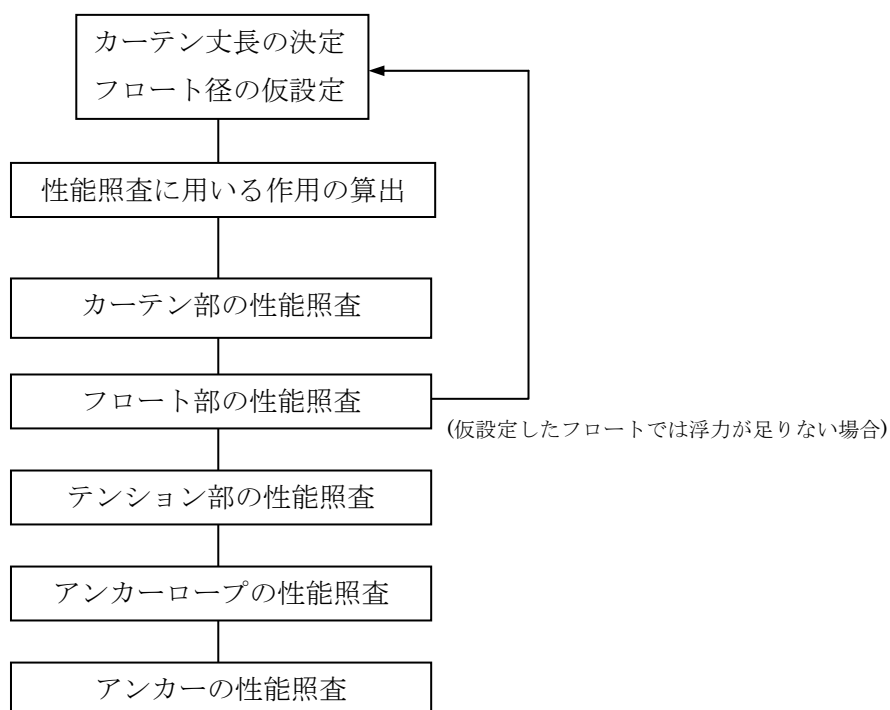 カーテン丈長の決定
フロート径の仮設定
性能照査に用いる作用の算出
カーテン部の性能照査
フロート部の性能照査
(仮設定したフロートでは浮力が足りない場合)
テンション部の性能照査
アンカーロープの性能照査
アンカーの性能照査